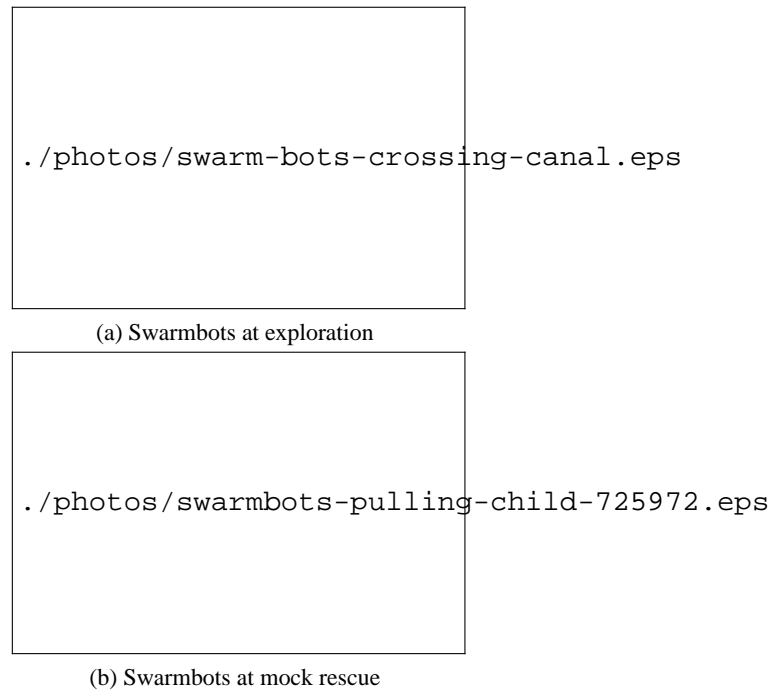 ./photos/swarm-bots-crossing-canal.eps
(a) Swarmbots at exploration
./photos/swarmbots-pulling-child-725972.eps
(b) Swarmbots at mock rescue